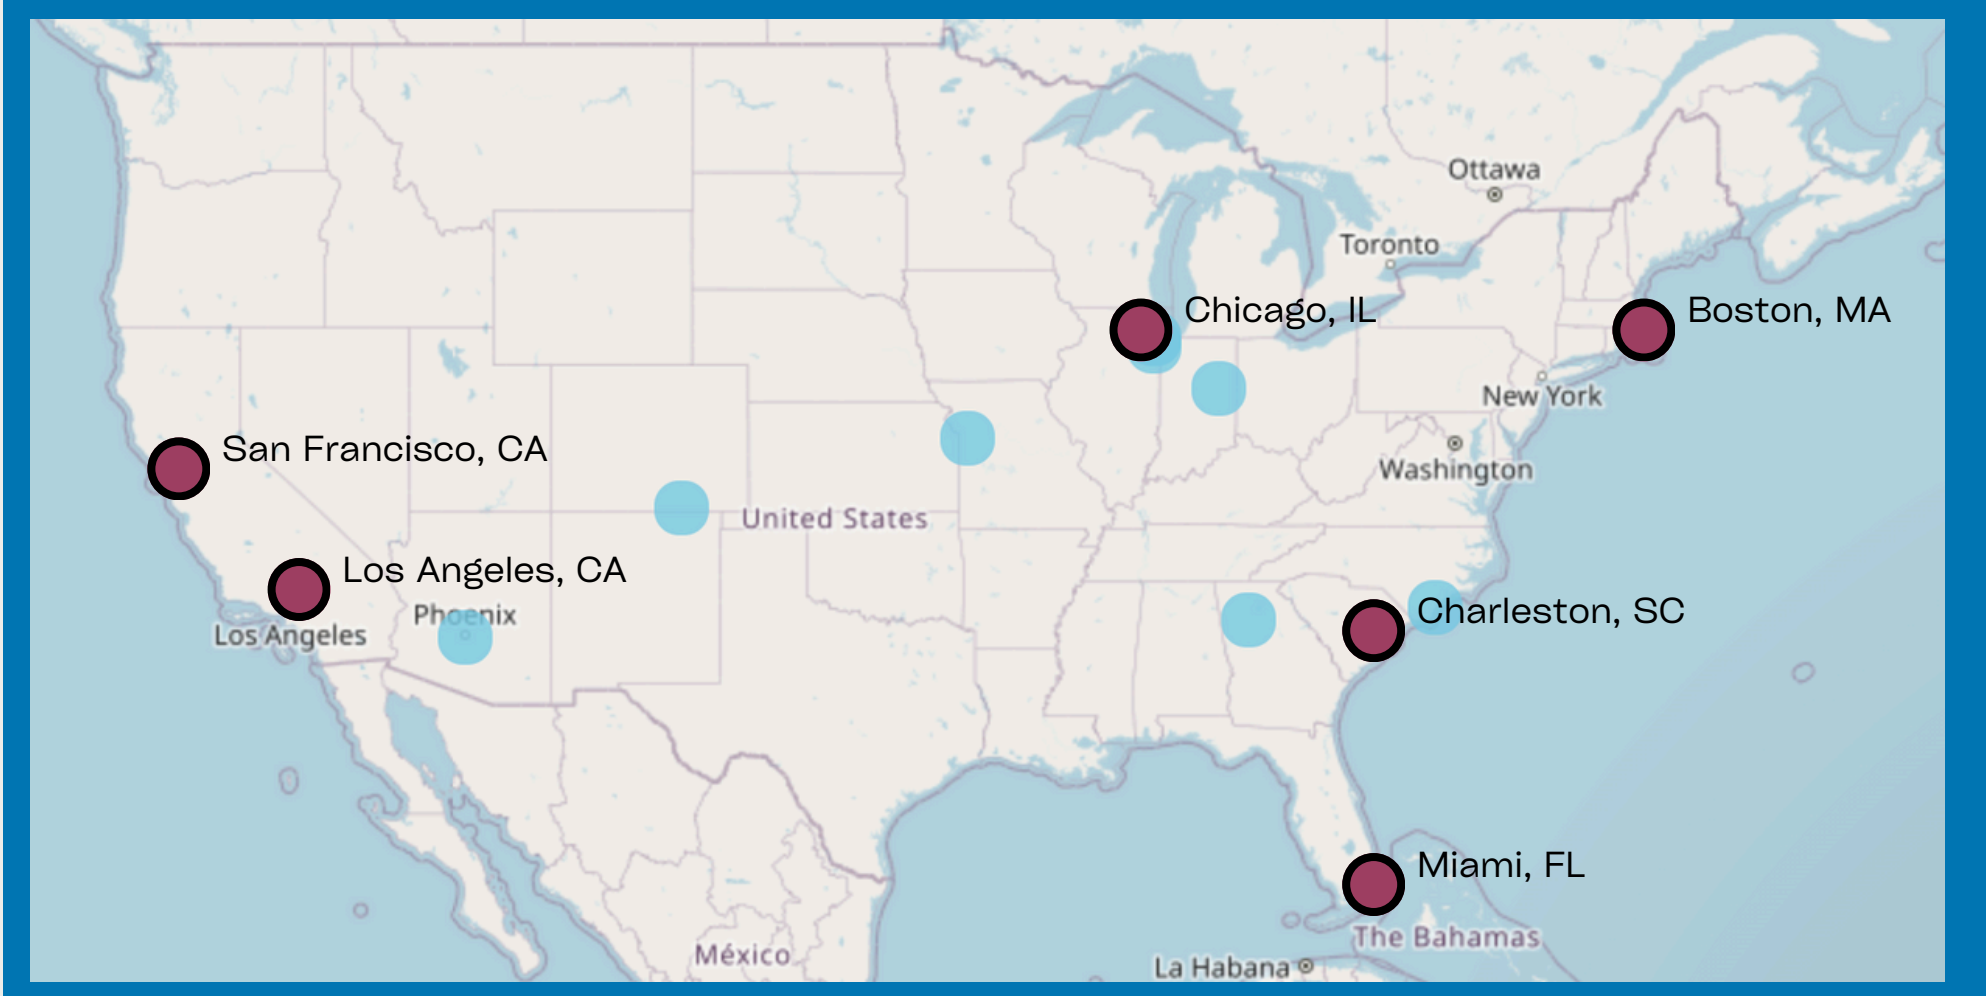 Ottawa
Toronto
Chicago, IL
Boston, MA
New York
San Francisco, CA
Washington
United States
Los Angeles, CA
Phoenix
Charleston, SC
Los Angeles
Miami, FL
The Bahamas
México
La Habana